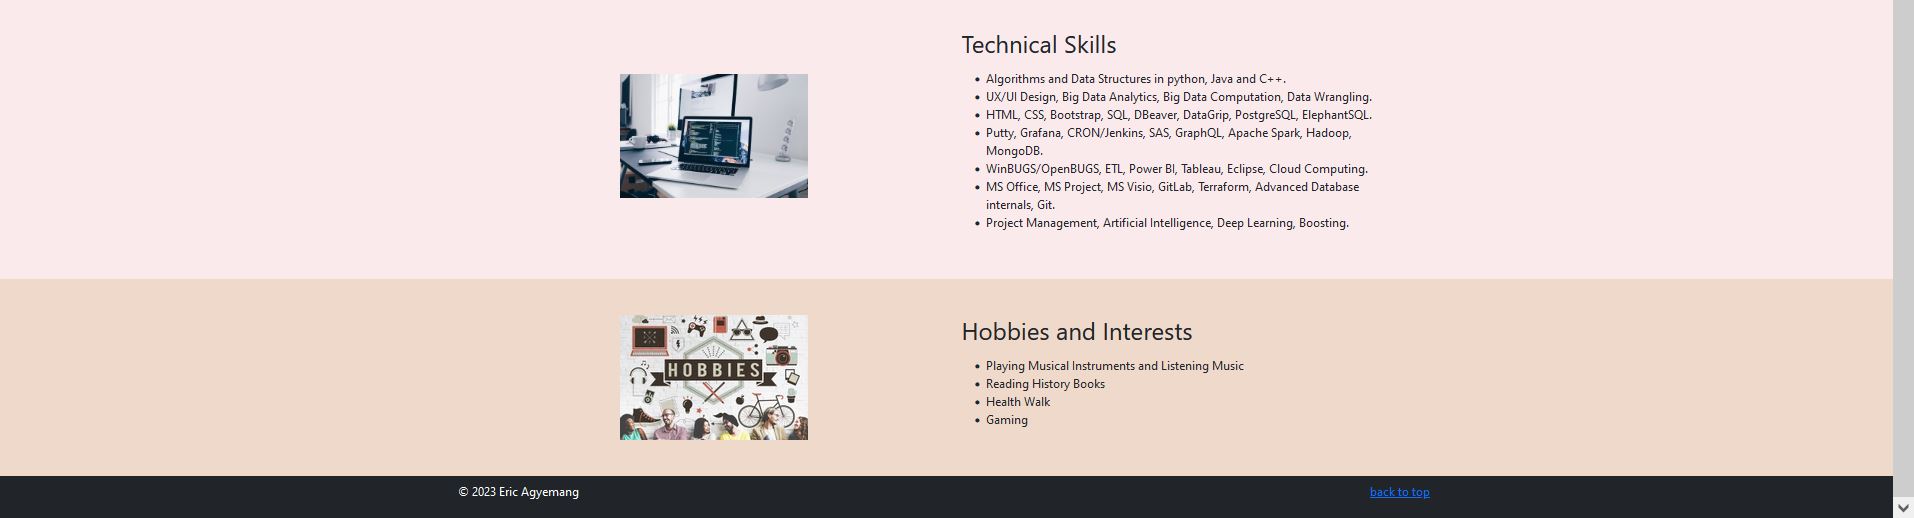 Technical Skills
• Algorithms and Data Structures in python, Java and C++.
• UX/UI Design, Big Data Analytics, Big Data Computation, Data Wrangling.
• HTML, CSS, Bootstrap, SQL, DBeaver, DataGrip, PostgreSQL, ElephantSQL.
• Putty, Grafana, CRON/Jenkins, SAS, GraphQL, Apache Spark, Hadoop,
MongoDB.
• WinBUGS/OpenBUGS, ETL, Power BI, Tableau, Eclipse, Cloud Computing.
• MS Office, MS Project, MS Visio, GitLab, Terraform, Advanced Database
internals, Git.
• Project Management, Artificial Intelligence, Deep Learning, Boosting.
HOBBIES
Hobbies and Interests
• Playing Musical Instruments and Listening Music
• Reading History Books
• Health Walk
• Gaming
© 2023 Eric Agyemang
back to top